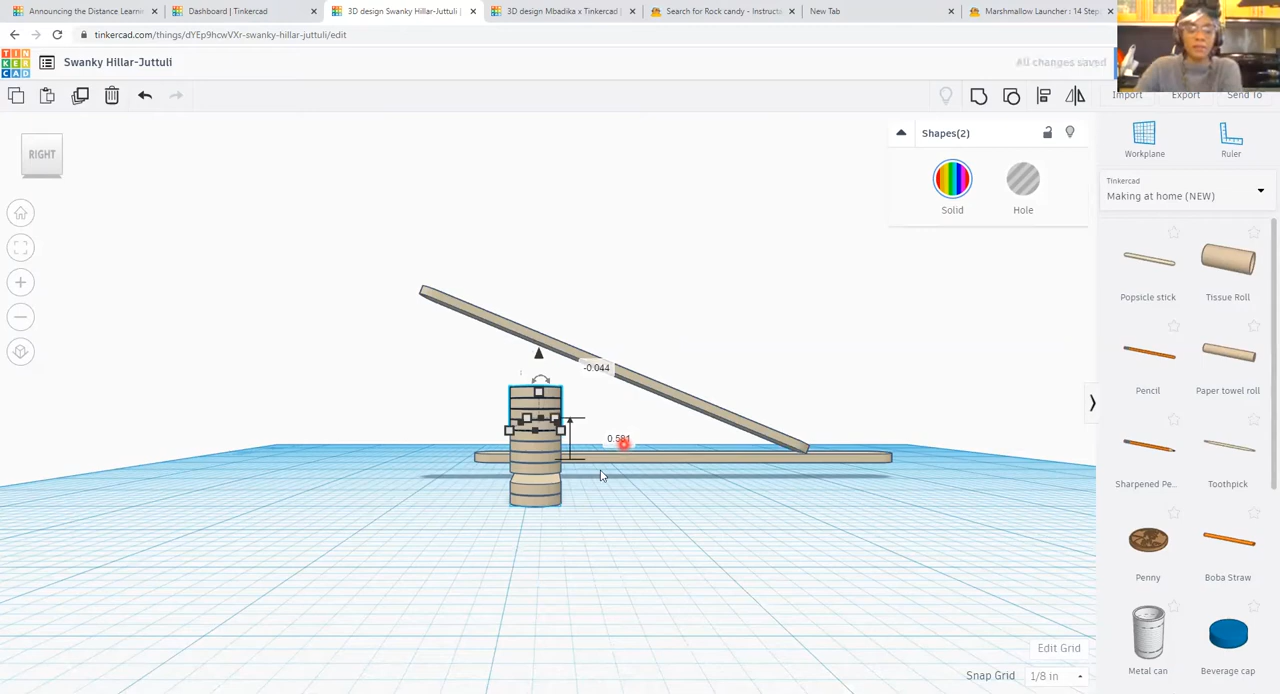 Announcing the Distance Learni
Dashboard | Tinkercad
3D design Swanky Hillar-Juttuli |
3D design Mbadika x Tinkercad |
Search for Rock candy - Instructa
New Tab
Marshmallow Launcher : 14 Step
tinkercad.com/things/dYEp9hcwVXr-swanky-hillar-juttuli/edit
TIN
KER
CAD
Swanky Hillar-Juttuli
All changes saved
Import
Export
Send To
RIGHT
Shapes(2)
Solid
Hole
Workplane
Ruler
Tinkercad
Making at home (NEW)
Popsicle stick
Tissue Roll
Pencil
Paper towel roll
Sharpened Pe...
Toothpick
Penny
Boba Straw
Metal can
Beverage cap
-0.044
Edit Grid
Snap Grid
1/8 in